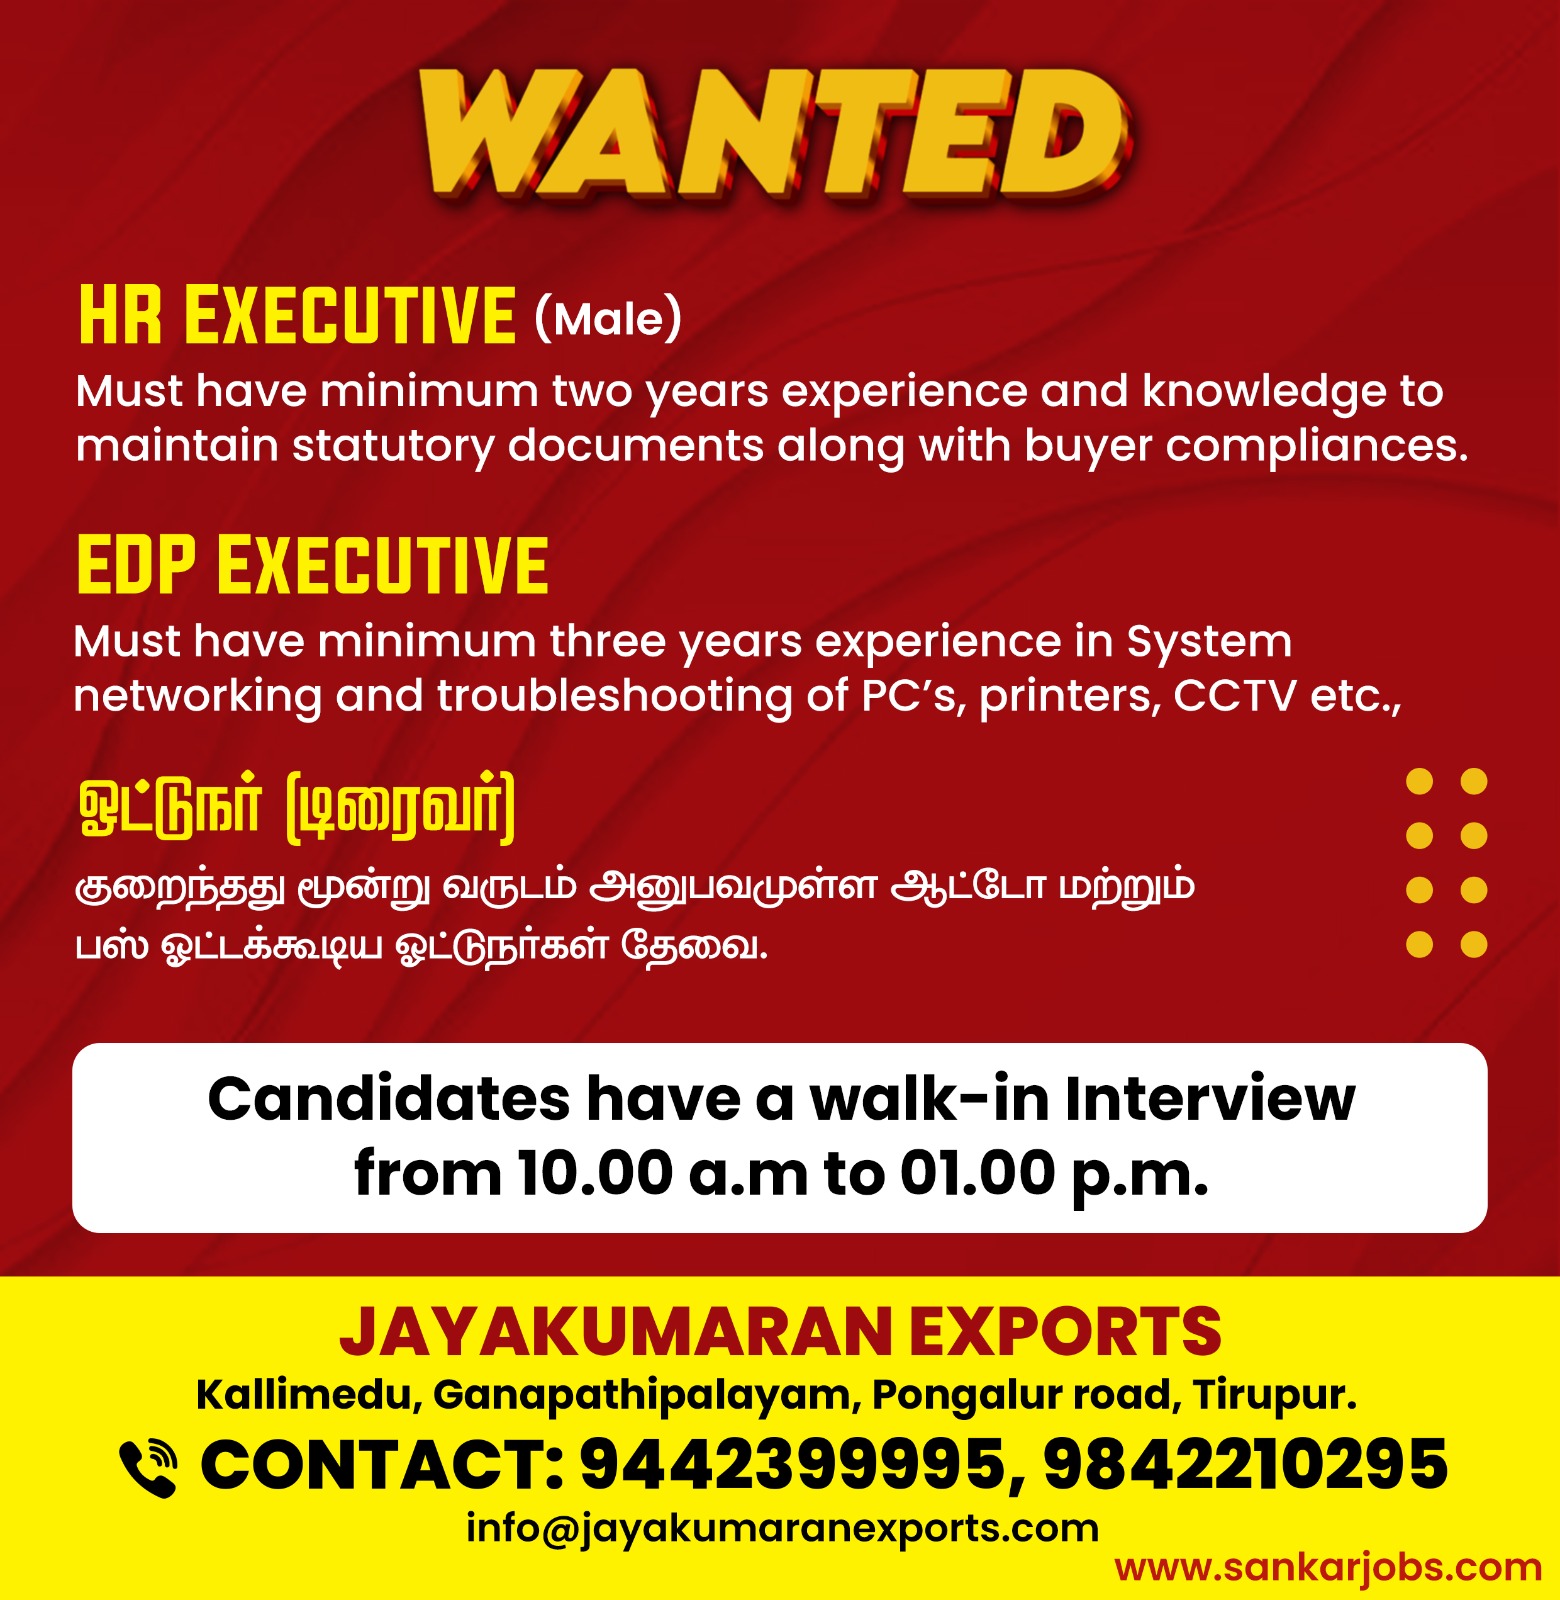 WANTED
HR EXECUTIVE (Male)
Must have minimum two years experience and knowledge to
maintain statutory documents along with buyer compliances.
EDP EXECUTIVE
Must have minimum three years experience in System
networking and troubleshooting of PC's, printers, CCTV etc.,
ஓட்டுநர் (டிரைவர்)
குறைந்தது மூன்று வருடம் அனுபவமுள்ள ஆட்டோ மற்றும்
பஸ் ஓட்டக்கூடிய ஓட்டுநர்கள் தேவை.
Candidates have a walk-in Interview
from 10.00 a.m to 01.00 p.m.
JAYAKUMARAN EXPORTS
Kallimedu, Ganapathipalayam, Pongalur road, Tirupur.
CONTACT: 9442399995, 9842210295
info@jayakumaranexports.com
www.sankarjobs.com